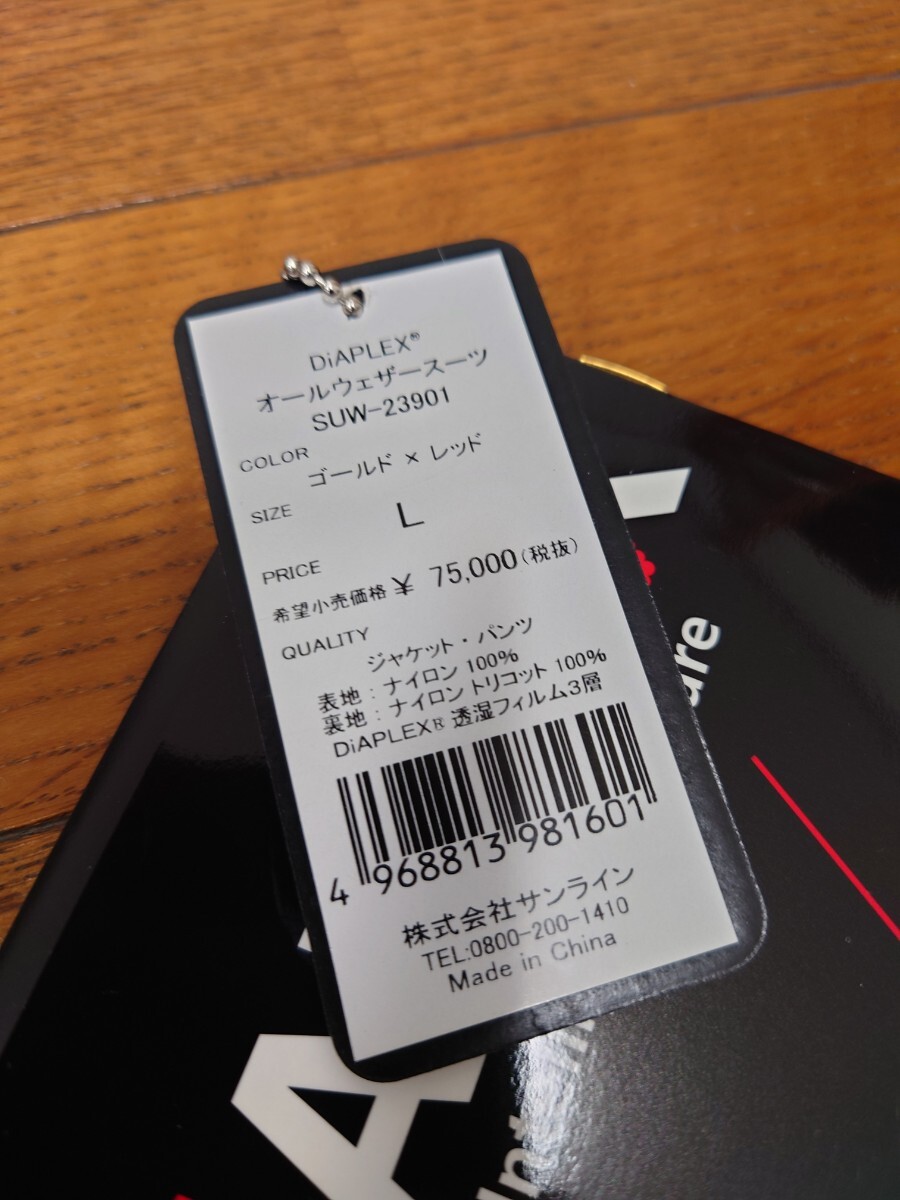 DiAPLEX®
オールウェザースーツ
SUW-23901
COLOR
ゴールド × レッド
SIZE
L
PRICE
希望小売価格 ¥ 75,000(税抜)
QUALITY
ジャケット・パンツ
表地：ナイロン 100%
裏地：ナイロン トリコット 100%
DiAPLEX® 透湿フィルム3層
4 968813 981601
株式会社サンライン
TEL:0800-200-1410
Made in China